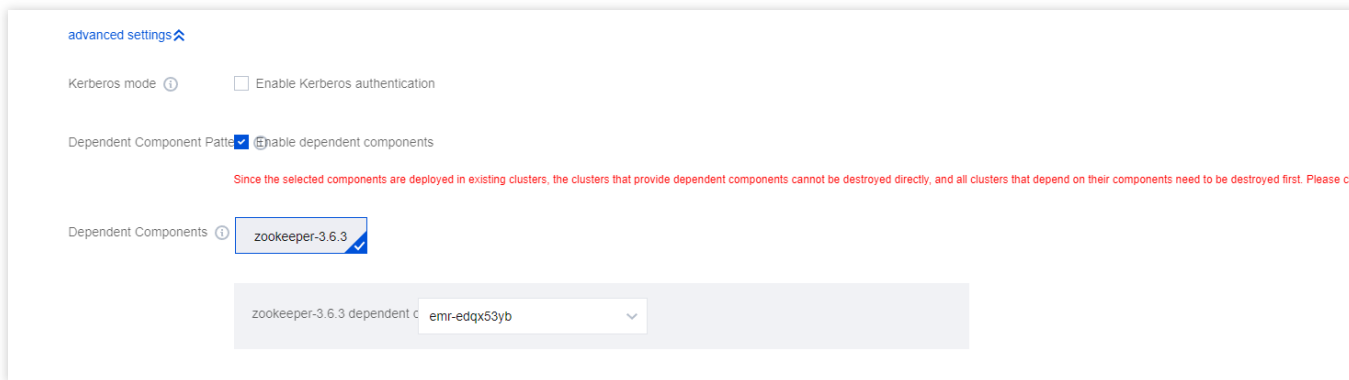 advanced settings
Kerberos mode Enable Kerberos authentication
Dependent Component Patte Enable dependent components
Since the selected components are deployed in existing clusters, the clusters that provide dependent components cannot be destroyed directly, and all clusters that depend on their components need to be destroyed first. Please c
Dependent Components zookeeper-3.6.3
zookeeper-3.6.3 dependent c emr-edqx53yb